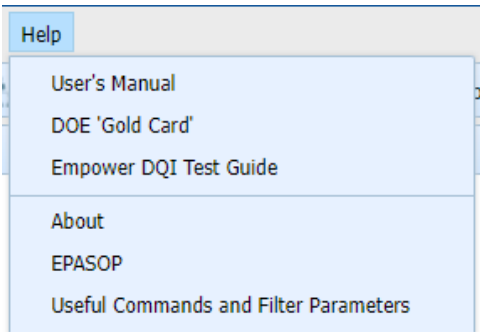 Help
User's Manual
DOE 'Gold Card'
Empower DQI Test Guide
About
EPASOP
Useful Commands and Filter Parameters